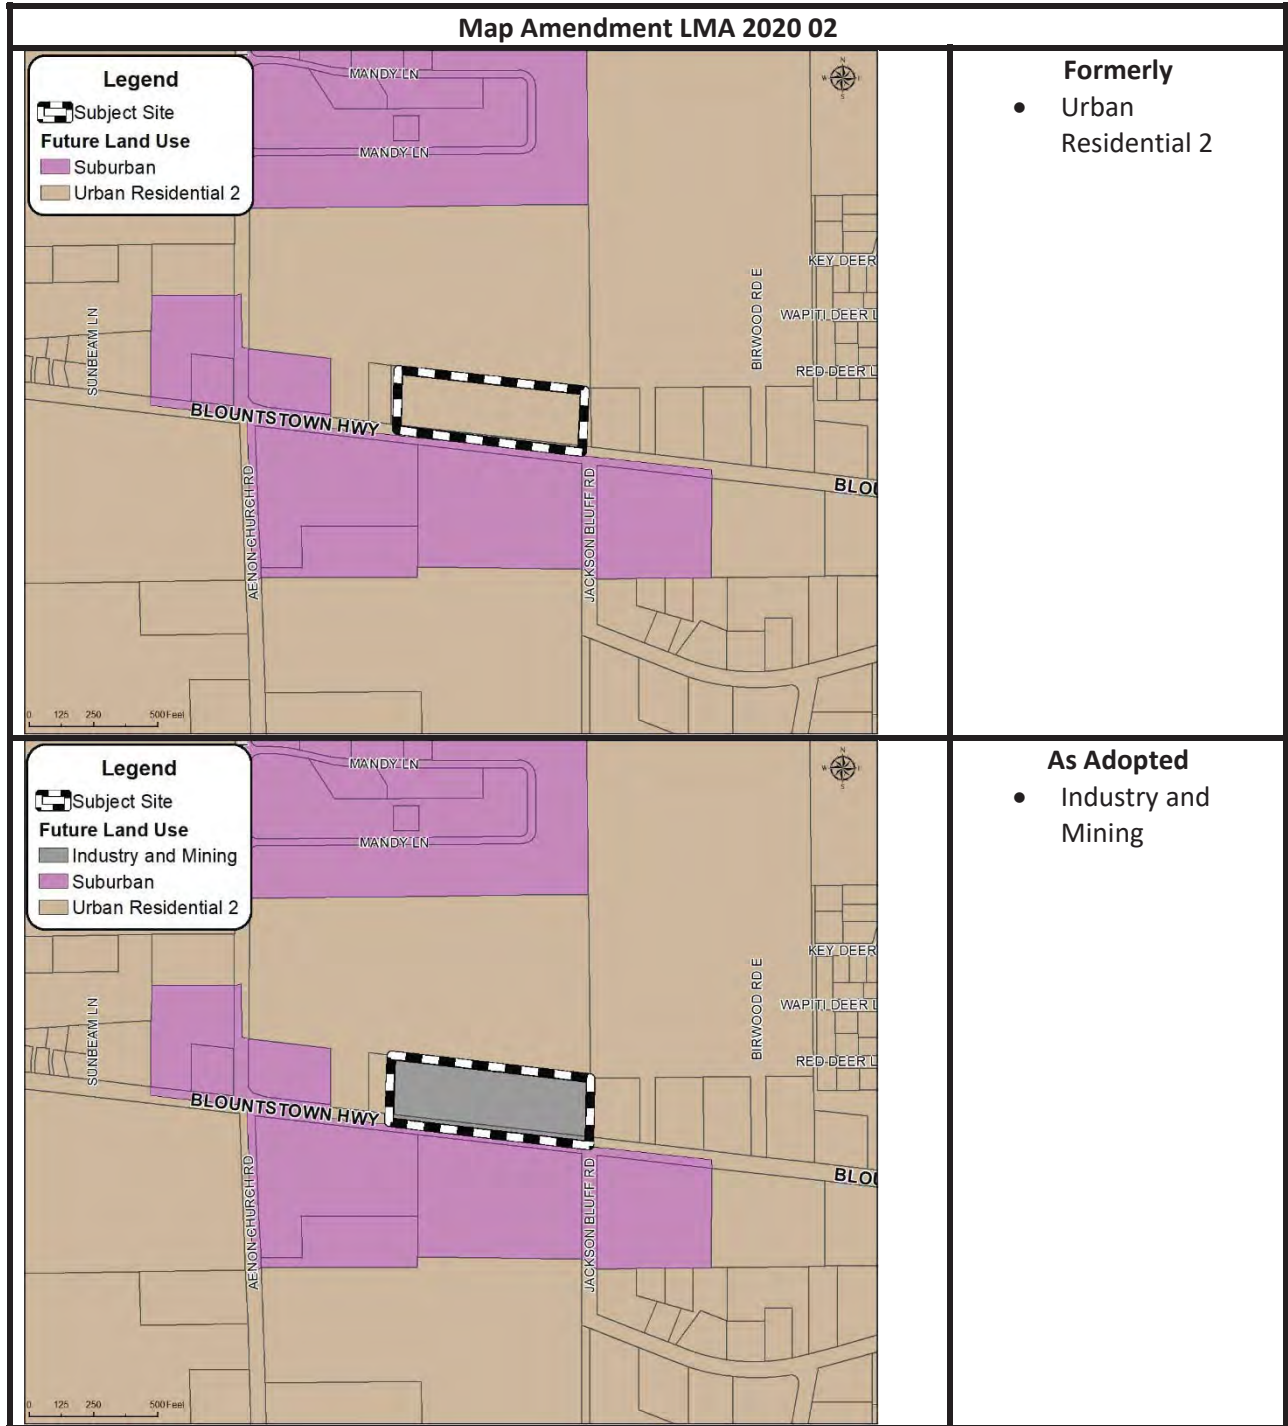 Map Amendment LMA 2020 02
Legend
Subject Site
Future Land Use
Suburban
Urban Residential 2
MANDY LN
MANDY LN
N
W
E
S
KEY DEER
WAPITI DEER L
RED DEER L
BIRWOOD RD E
SUNBEAM LN
BLOUNTSTOWN HWY
BLOU
AENON CHURCH RD
JACKSON BLUFF RD
0 125 250 500 Feet
Formerly
• Urban
Residential 2
Legend
Subject Site
Future Land Use
Industry and Mining
Suburban
Urban Residential 2
MANDY LN
MANDY LN
N
W
E
S
KEY DEER
WAPITI DEER L
RED DEER L
BIRWOOD RD E
SUNBEAM LN
BLOUNTSTOWN HWY
BLOU
AENON CHURCH RD
JACKSON BLUFF RD
0 125 250 500 Feet
As Adopted
• Industry and
Mining